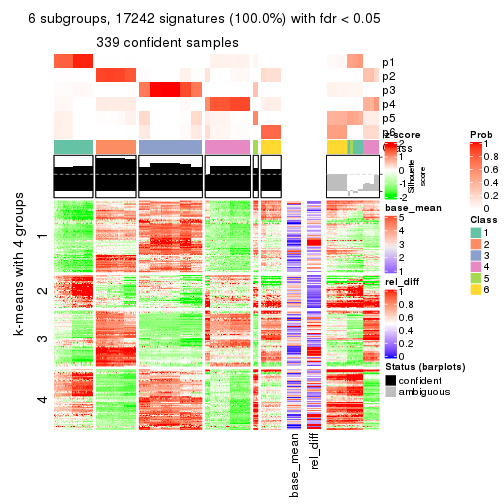 6 subgroups, 17242 signatures (100.0%) with fdr < 0.05
339 confident samples
p1
p2
p3
p4
p5
p6
Class
z-score
2
1
0
-1
-2
Silhouette
score
base_mean
5
4
3
2
1
rel_diff
1
0.8
0.6
0.4
0.2
0
Status (barplots)
confident
ambiguous
Prob
1
0.8
0.6
0.4
0.2
0
Class
1
2
3
4
5
6
k-means with 4 groups
1
2
3
4
base_mean
rel_diff